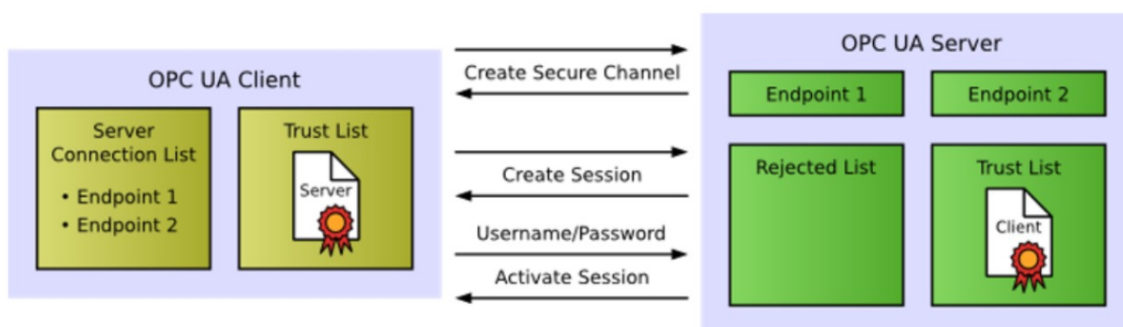 OPC UA Client
Server
Connection List
• Endpoint 1
• Endpoint 2
Trust List
Server
Create Secure Channel
Create Session
Username/Password
Activate Session
OPC UA Server
Endpoint 1
Endpoint 2
Rejected List
Trust List
Client